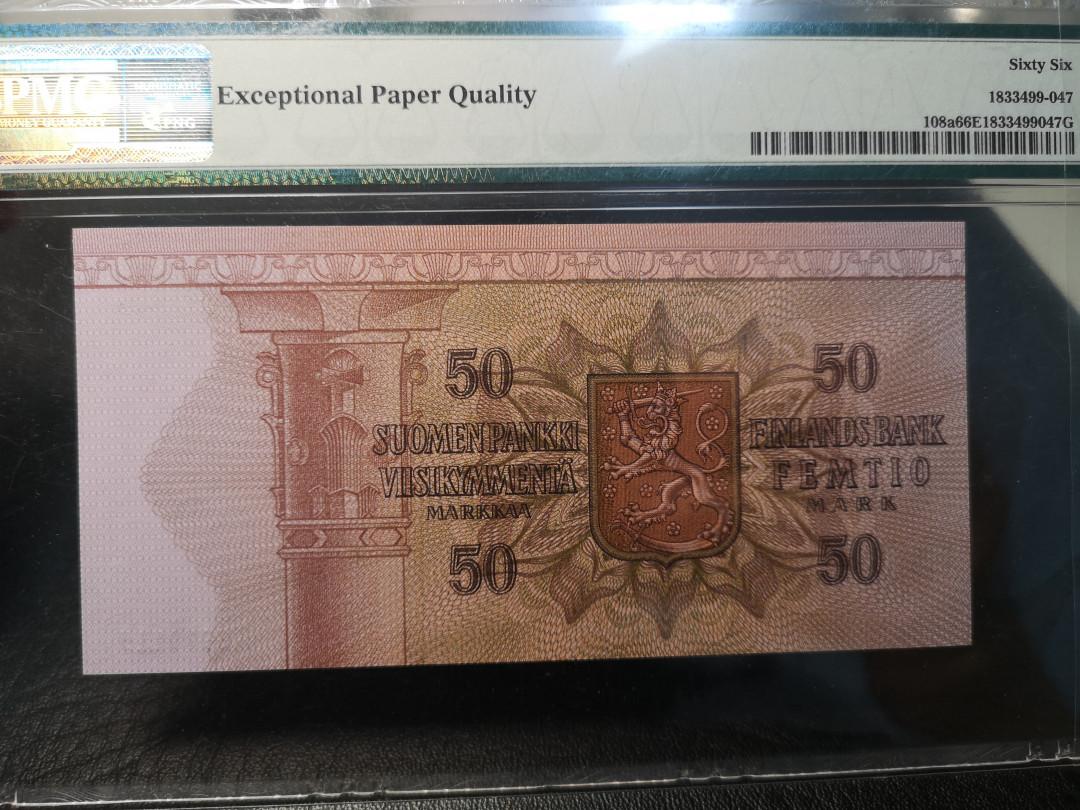 PMG
Exceptional Paper Quality
Sixty Six
1833499-047
108a66E1833499047G
50
50
SUOMEN PANKKI
VIISIKYMMENTÄ
MARKKAA
FINLANDS BANK
FEMTIO
MARK
50
50